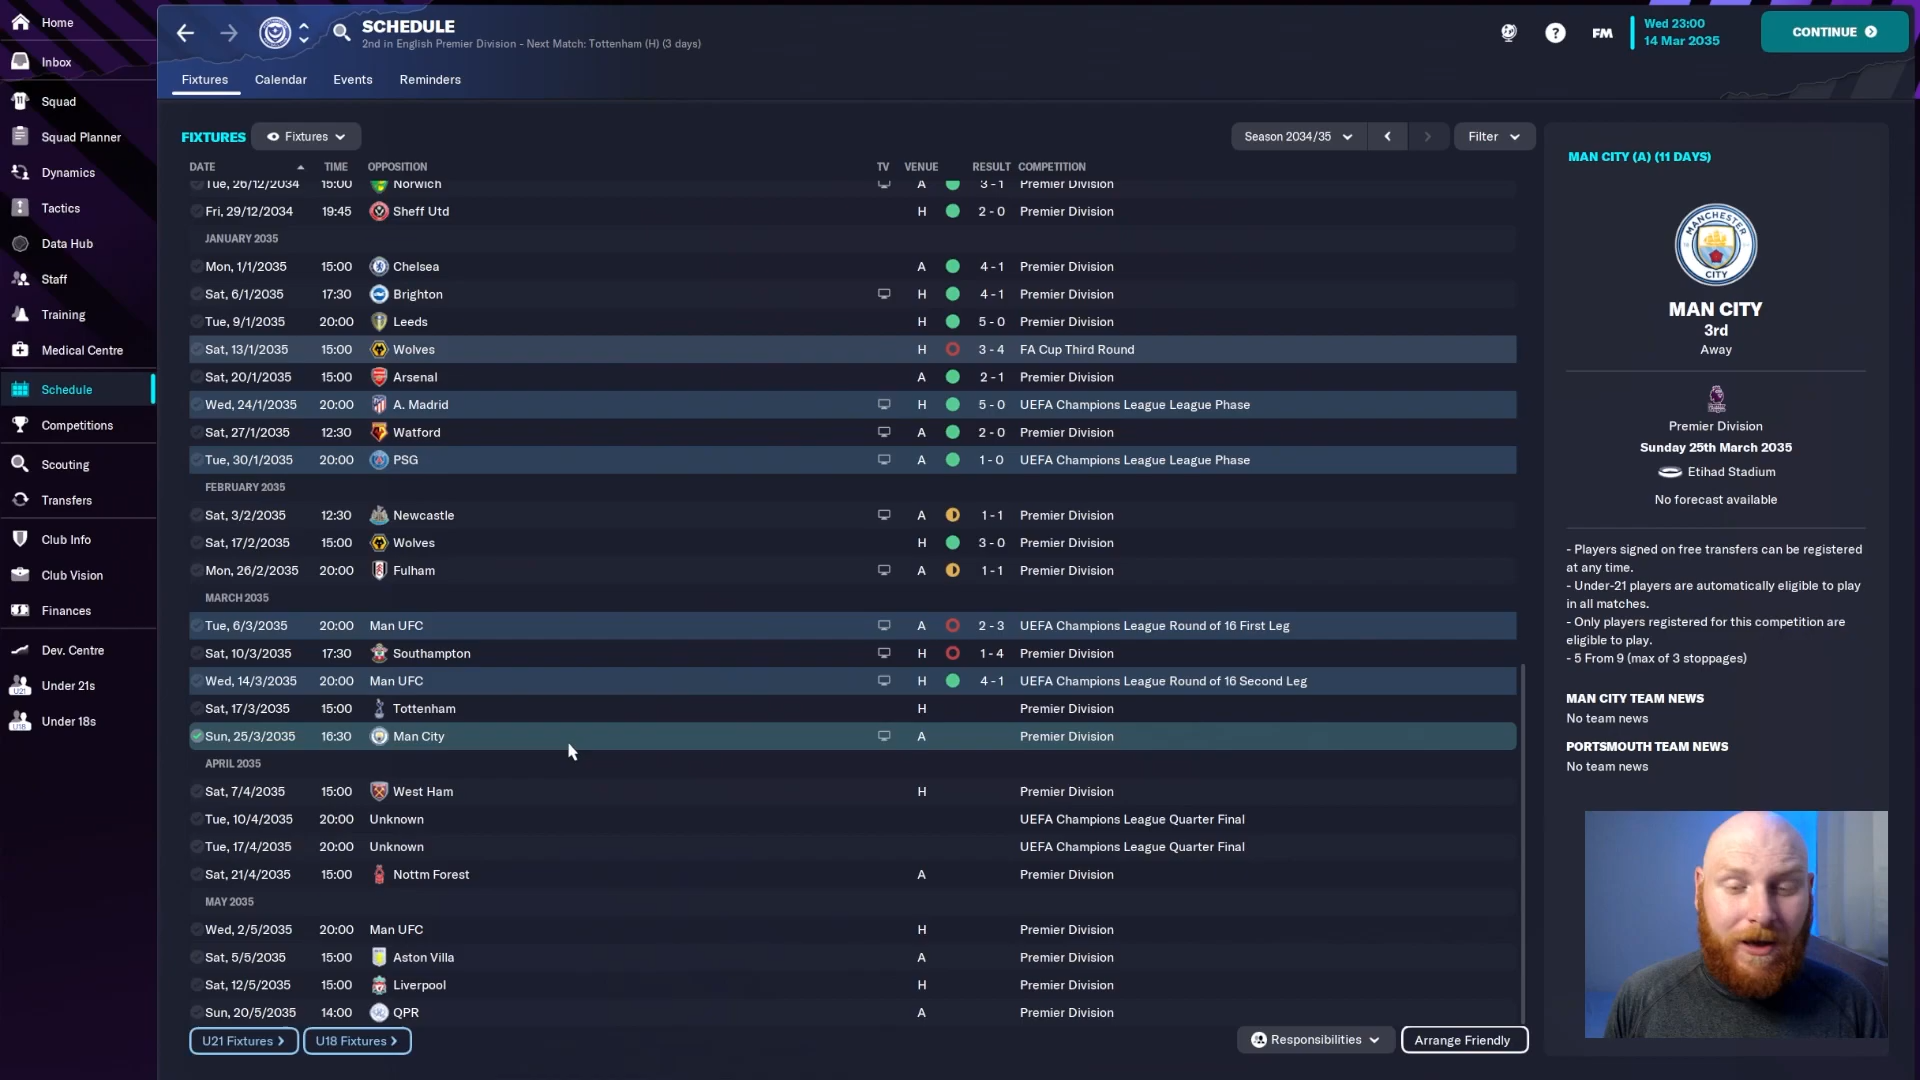 Home
SCHEDULE
2nd in English Premier Division - Next Match: Tottenham (H) (3 days)
FM
Wed 23:00
14 Mar 2035
CONTINUE
Inbox
Fixtures Calendar Events Reminders
Squad
Squad Planner
Dynamics
Tactics
Data Hub
Staff
Training
Medical Centre
Schedule
Competitions
Scouting
Transfers
Club Info
Club Vision
Finances
Dev. Centre
Under 21s
Under 18s
FIXTURES Fixtures Season 2034/35 Filter
DATE TIME OPPOSITION TV VENUE RESULT COMPETITION
Tue, 26/12/2034 15:00 Norwich A 3 - 1 Premier Division
Fri, 29/12/2034 19:45 Sheff Utd H 2 - 0 Premier Division
JANUARY 2035
Mon, 1/1/2035 15:00 Chelsea A 4 - 1 Premier Division
Sat, 6/1/2035 17:30 Brighton H 4 - 1 Premier Division
Tue, 9/1/2035 20:00 Leeds H 5 - 0 Premier Division
Sat, 13/1/2035 15:00 Wolves H 3 - 4 FA Cup Third Round
Sat, 20/1/2035 15:00 Arsenal A 2 - 1 Premier Division
Wed, 24/1/2035 20:00 A. Madrid H 5 - 0 UEFA Champions League League Phase
Sat, 27/1/2035 12:30 Watford A 2 - 0 Premier Division
Tue, 30/1/2035 20:00 PSG A 1 - 0 UEFA Champions League League Phase
FEBRUARY 2035
Sat, 3/2/2035 12:30 Newcastle A 1 - 1 Premier Division
Sat, 17/2/2035 15:00 Wolves H 3 - 0 Premier Division
Mon, 26/2/2035 20:00 Fulham A 1 - 1 Premier Division
MARCH 2035
Tue, 6/3/2035 20:00 Man UFC A 2 - 3 UEFA Champions League Round of 16 First Leg
Sat, 10/3/2035 17:30 Southampton H 1 - 4 Premier Division
Wed, 14/3/2035 20:00 Man UFC H 4 - 1 UEFA Champions League Round of 16 Second Leg
Sat, 17/3/2035 15:00 Tottenham H Premier Division
Sun, 25/3/2035 16:30 Man City A Premier Division
APRIL 2035
Sat, 7/4/2035 15:00 West Ham H Premier Division
Tue, 10/4/2035 20:00 Unknown UEFA Champions League Quarter Final
Tue, 17/4/2035 20:00 Unknown UEFA Champions League Quarter Final
Sat, 21/4/2035 15:00 Nottm Forest A Premier Division
MAY 2035
Wed, 2/5/2035 20:00 Man UFC H Premier Division
Sat, 5/5/2035 15:00 Aston Villa A Premier Division
Sat, 12/5/2035 15:00 Liverpool H Premier Division
Sun, 20/5/2035 14:00 QPR A Premier Division
U21 Fixtures U18 Fixtures Responsibilities Arrange Friendly
MAN CITY (A) (11 DAYS)
MANCHESTER
CITY
MAN CITY
3rd
Away
Premier Division
Sunday 25th March 2035
Etihad Stadium
No forecast available
- Players signed on free transfers can be registered
at any time.
- Under-21 players are automatically eligible to play
in all matches.
- Only players registered for this competition are
eligible to play.
- 5 From 9 (max of 3 stoppages)
MAN CITY TEAM NEWS
No team news
PORTSMOUTH TEAM NEWS
No team news